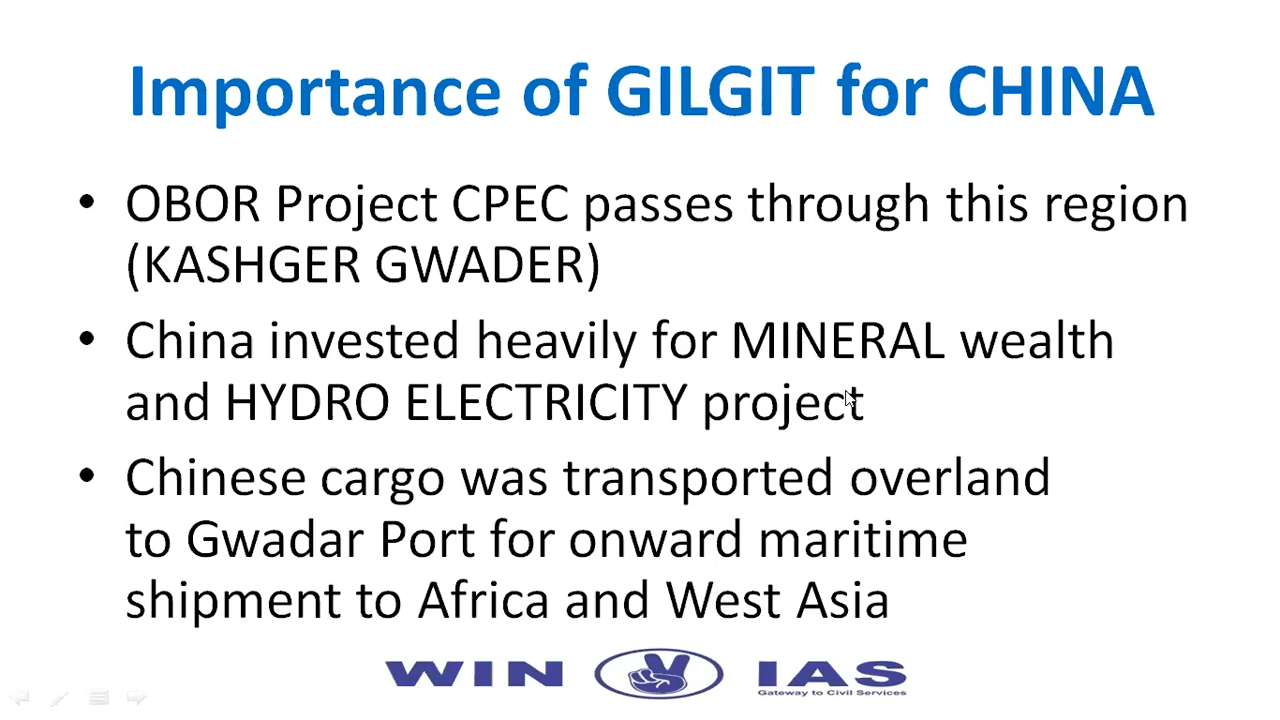 Importance of GILGIT for CHINA
• OBOR Project CPEC passes through this region
(KASHGER GWADER)
• China invested heavily for MINERAL wealth
and HYDRO ELECTRICITY project
• Chinese cargo was transported overland
to Gwadar Port for onward maritime
shipment to Africa and West Asia
WIN IAS
Gateway to Civil Services